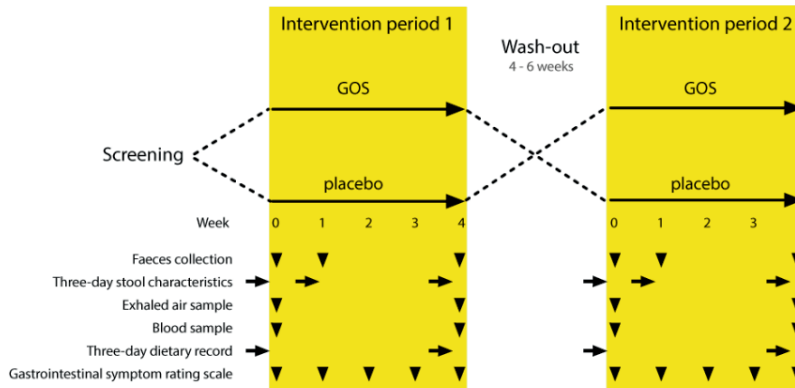 Intervention period 1
Intervention period 2
Wash-out
4 - 6 weeks
GOS
GOS
Screening
placebo
placebo
Week 0 1 2 3 4 0 1 2 3
Faeces collection
Three-day stool characteristics
Exhaled air sample
Blood sample
Three-day dietary record
Gastrointestinal symptom rating scale